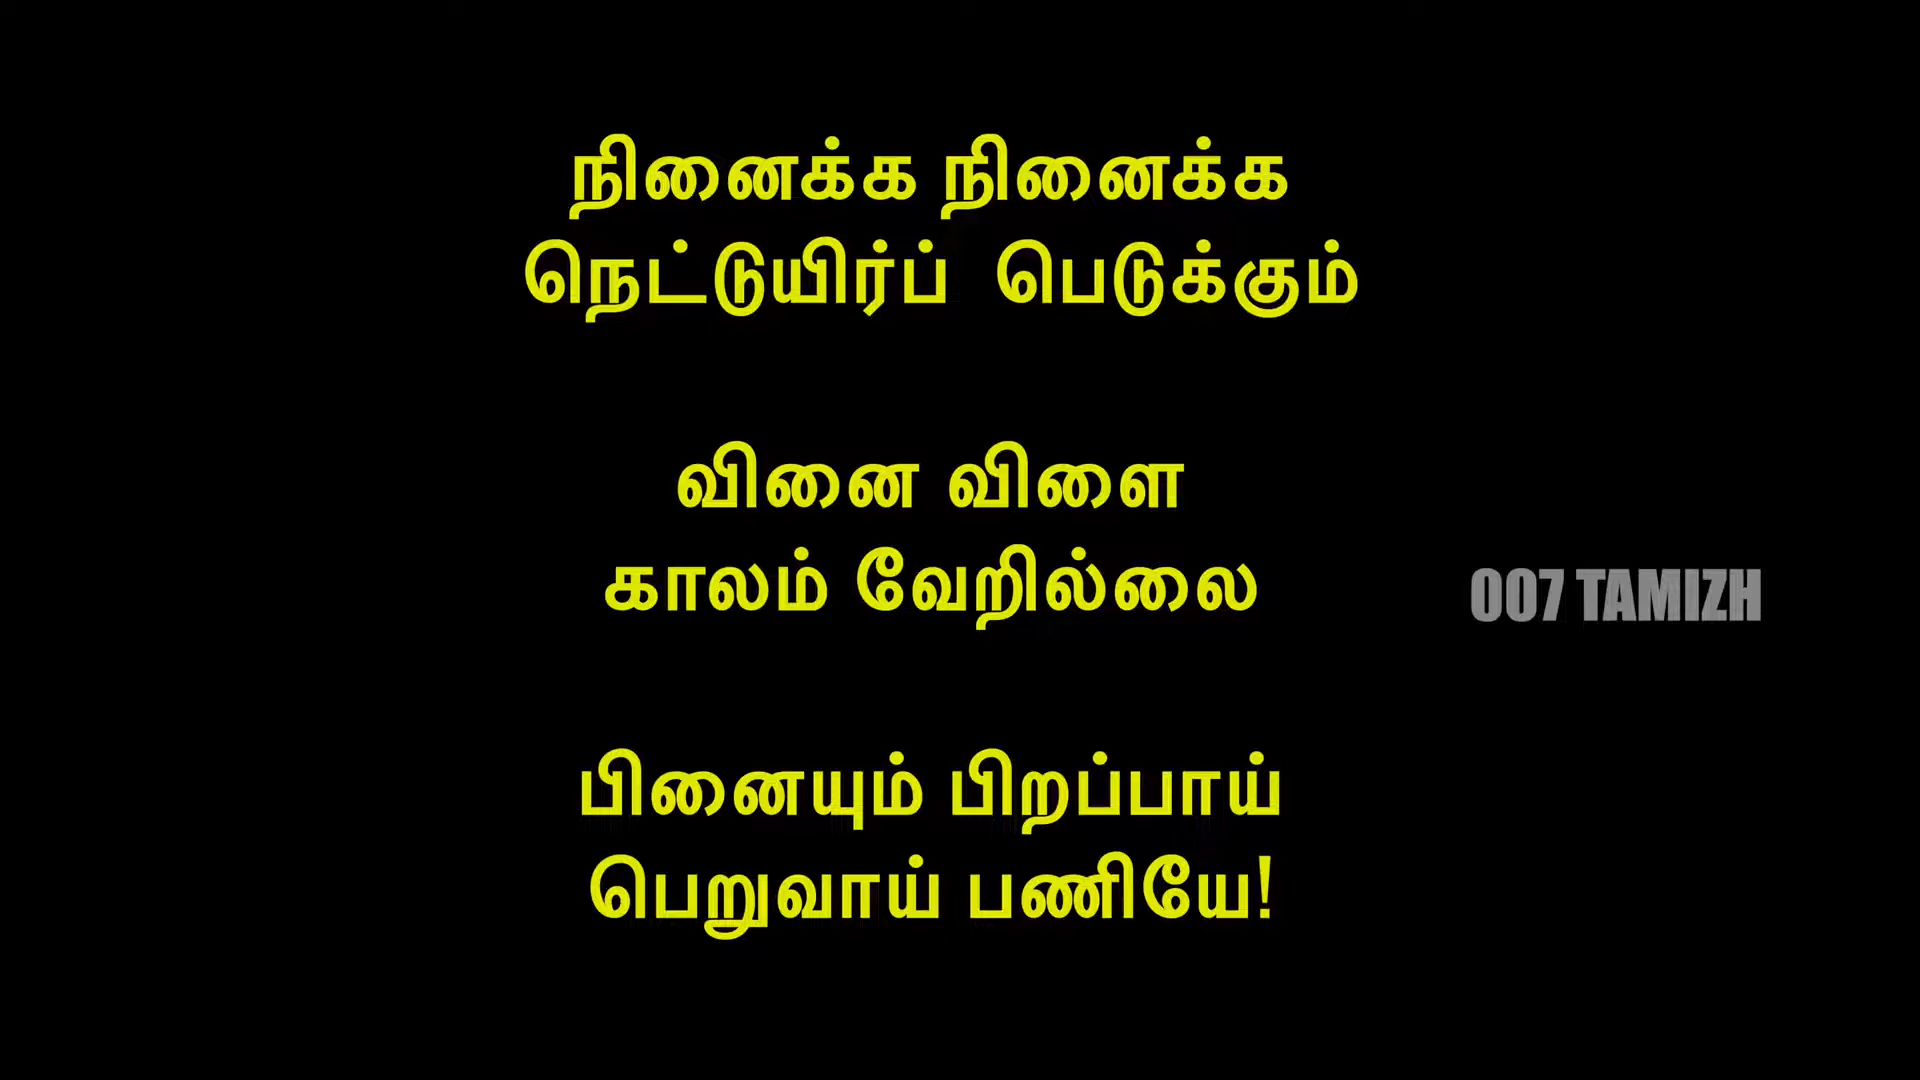 நினைக்க நினைக்க
நெட்டுயிர்ப் பெடுக்கும்
வினை விளை
காலம் வேறில்லை
007 TAMIZH
பினையும் பிறப்பாய்
பெறுவாய் பணியே!